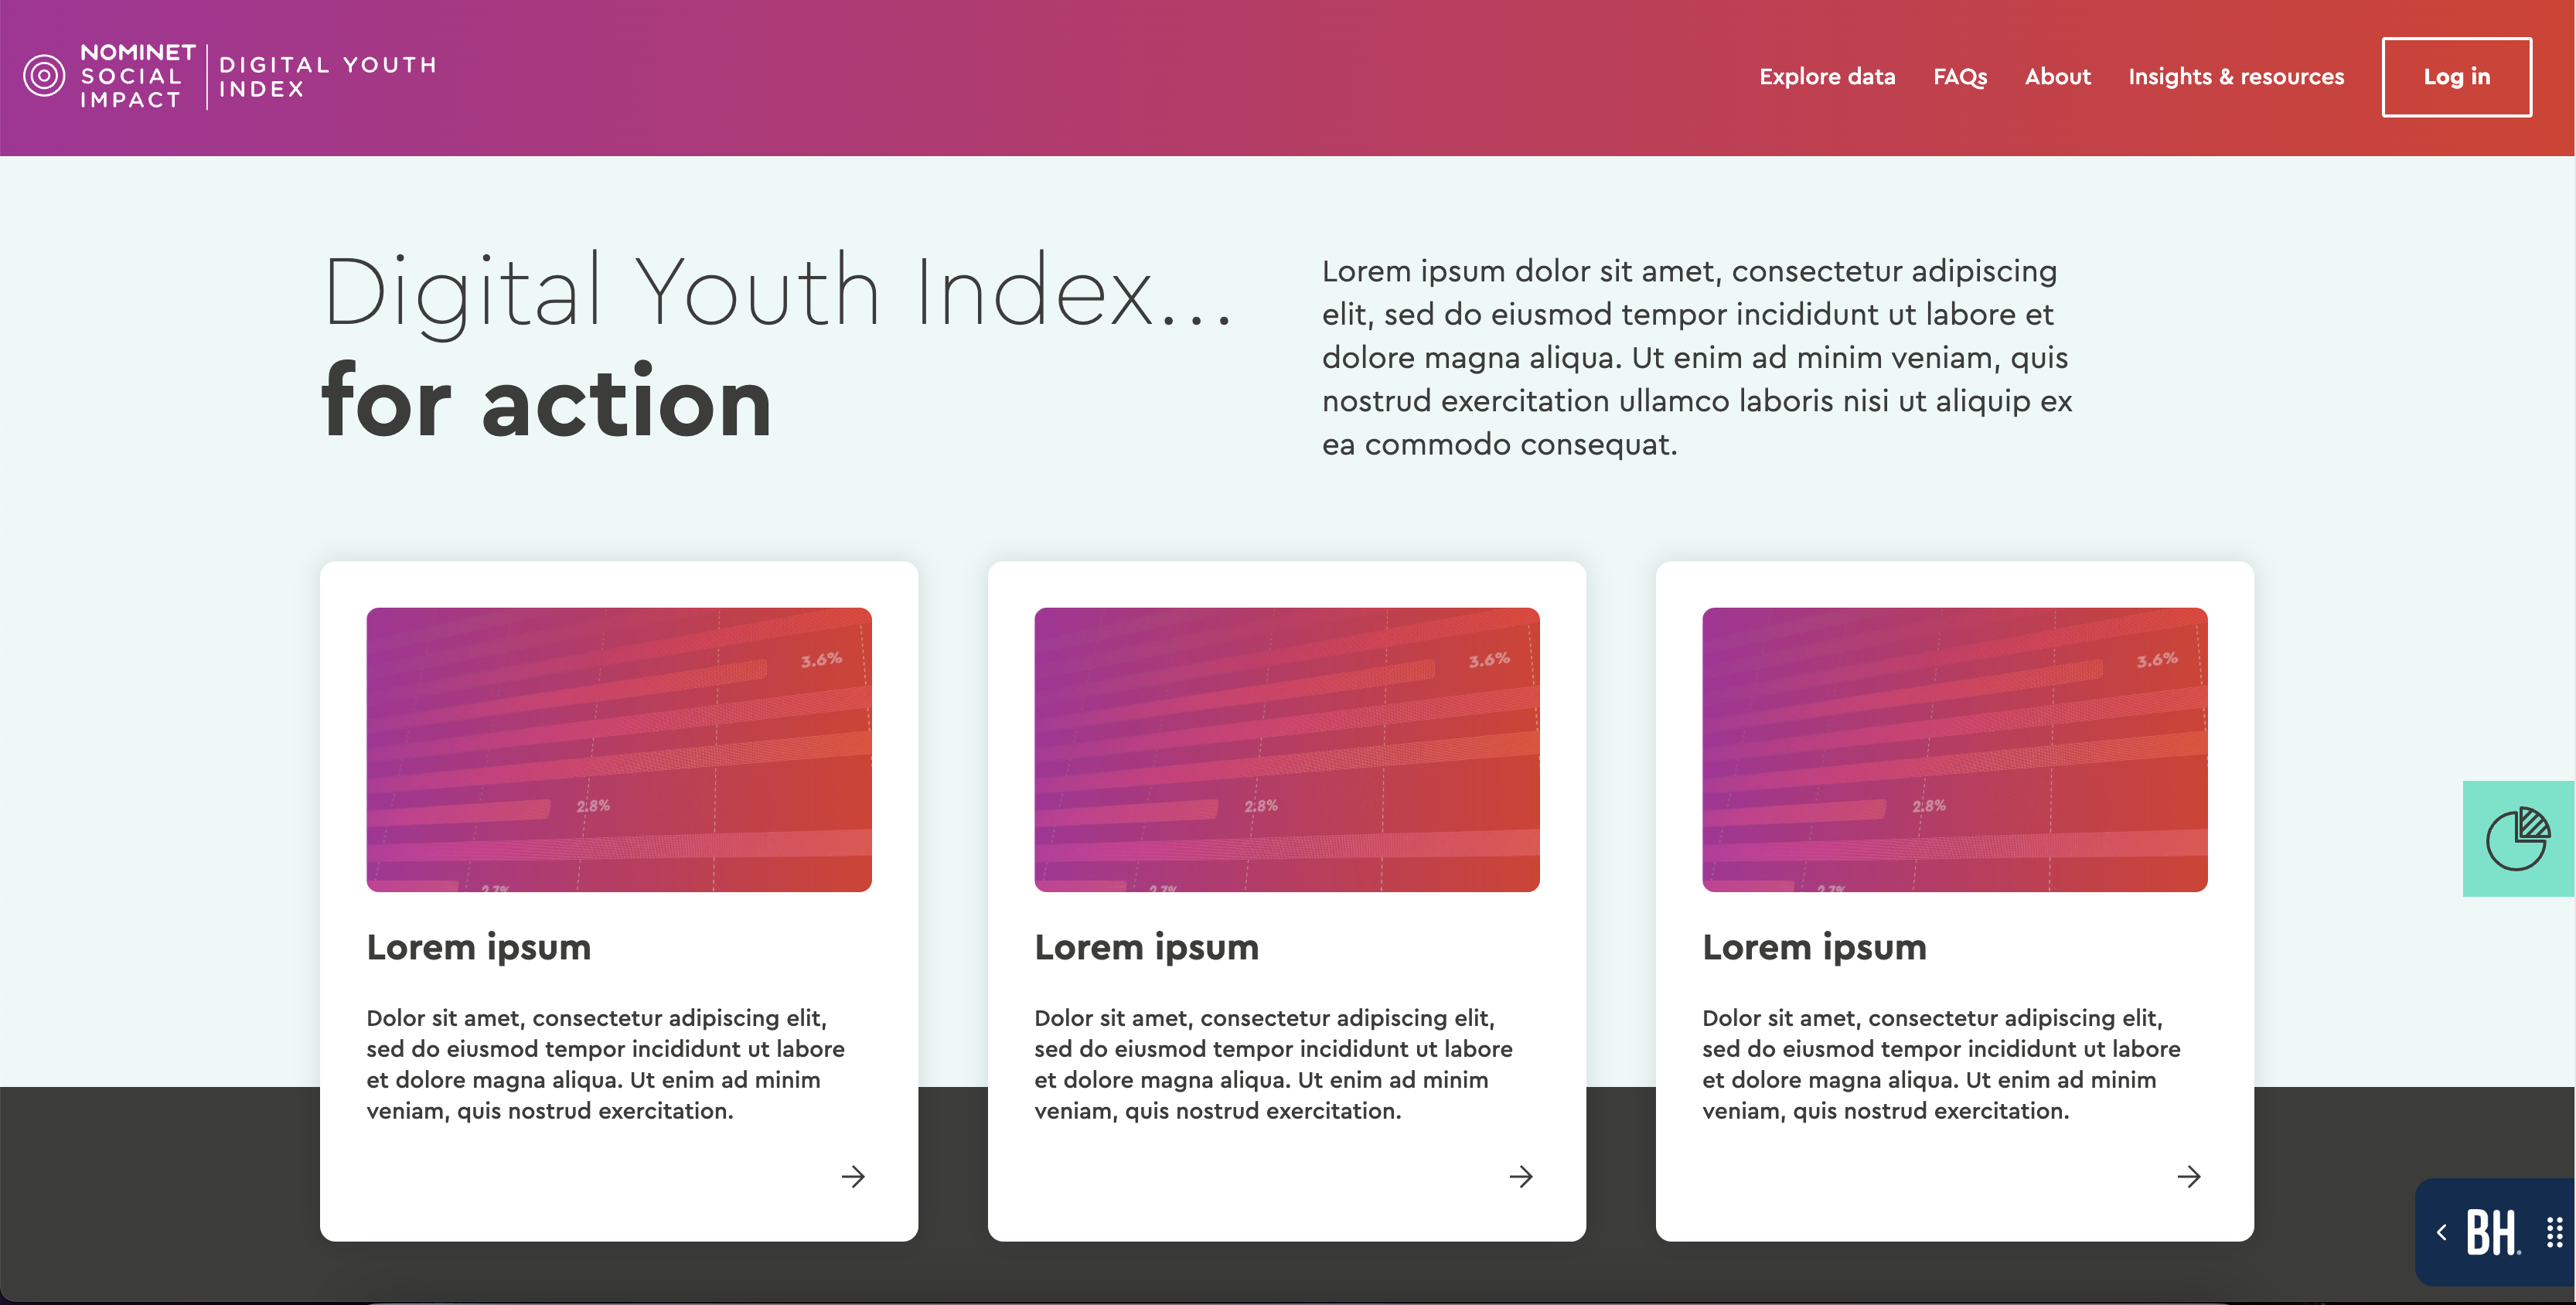 NOMINET
SOCIAL
IMPACT
DIGITAL YOUTH
INDEX
Explore data
FAQs
About
Insights & resources
Log in
Digital Youth Index...
for action
Lorem ipsum dolor sit amet, consectetur adipiscing
elit, sed do eiusmod tempor incididunt ut labore et
dolore magna aliqua. Ut enim ad minim veniam, quis
nostrud exercitation ullamco laboris nisi ut aliquip ex
ea commodo consequat.
3.6%
2.8%
2.7%
Lorem ipsum
Dolor sit amet, consectetur adipiscing elit,
sed do eiusmod tempor incididunt ut labore
et dolore magna aliqua. Ut enim ad minim
veniam, quis nostrud exercitation.
3.6%
2.8%
2.7%
Lorem ipsum
Dolor sit amet, consectetur adipiscing elit,
sed do eiusmod tempor incididunt ut labore
et dolore magna aliqua. Ut enim ad minim
veniam, quis nostrud exercitation.
3.6%
2.8%
2.7%
Lorem ipsum
Dolor sit amet, consectetur adipiscing elit,
sed do eiusmod tempor incididunt ut labore
et dolore magna aliqua. Ut enim ad minim
veniam, quis nostrud exercitation.
BH.